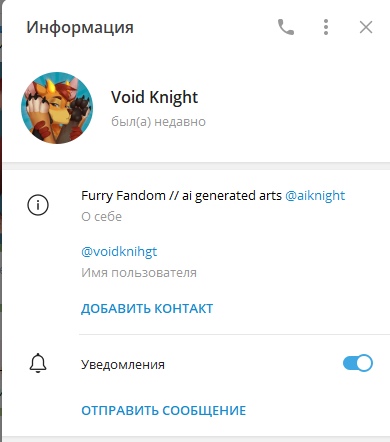 Информация
Void Knight
был(а) недавно
Furry Fandom // ai generated arts @aiknight
О себе
@voidknihgt
Имя пользователя
ДОБАВИТЬ КОНТАКТ
Уведомления
ОТПРАВИТЬ СООБЩЕНИЕ